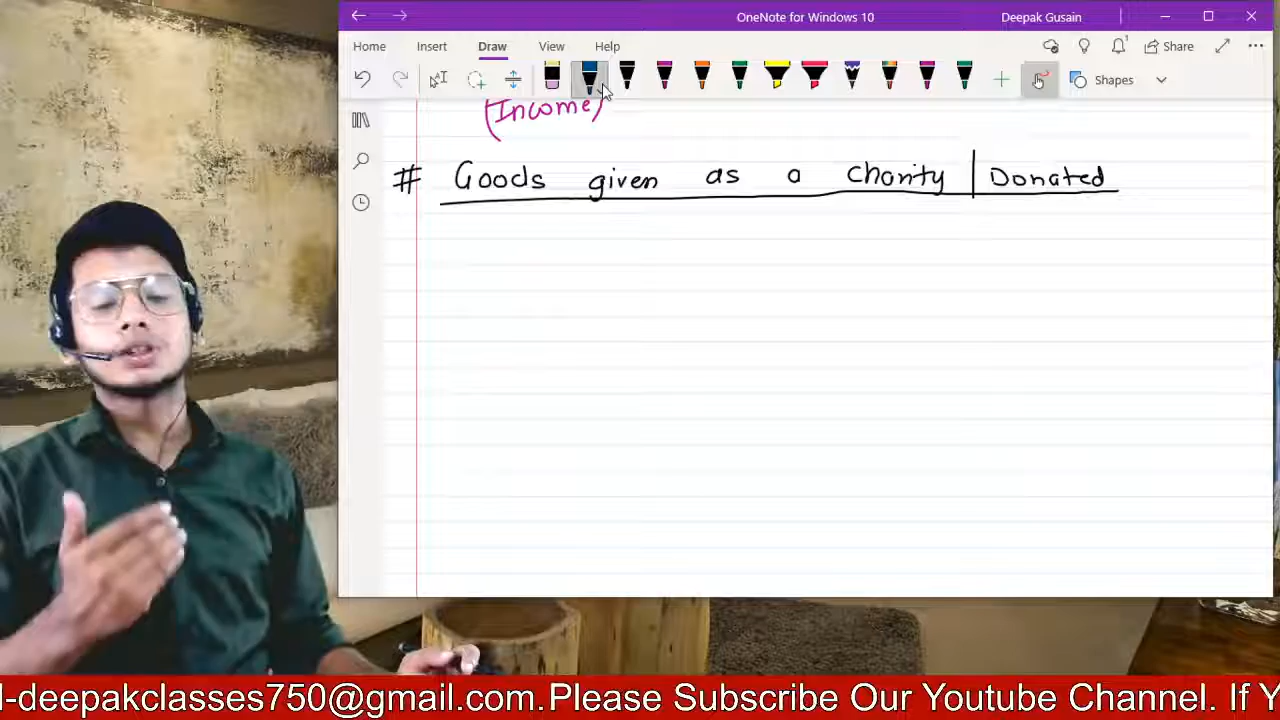 OneNote for Windows 10
Deepak Gusain
Home Insert Draw View Help
Share
Shapes
(Income)
# Goods given as a charity | Donated
l-deepakclasses750@gmail.com.Please Subscribe Our Youtube Channel. If Y